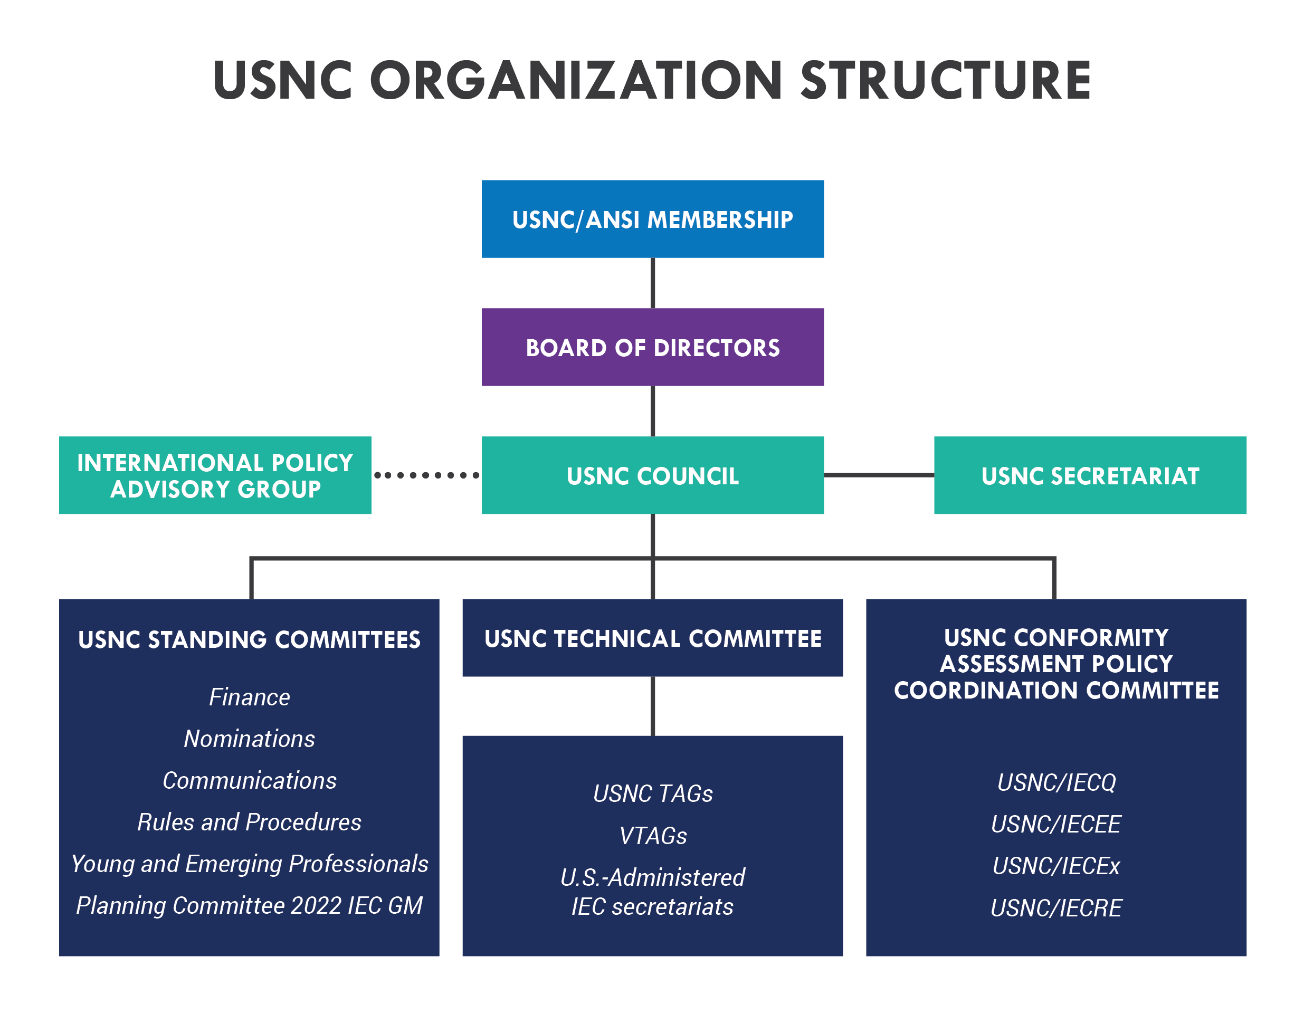 USNC ORGANIZATION STRUCTURE
USNC/ANSI MEMBERSHIP
BOARD OF DIRECTORS
INTERNATIONAL POLICY
ADVISORY GROUP
USNC COUNCIL
USNC SECRETARIAT
USNC STANDING COMMITTEES
Finance
Nominations
Communications
Rules and Procedures
Young and Emerging Professionals
Planning Committee 2022 IEC GM
USNC TECHNICAL COMMITTEE
USNC TAGs
VTAGs
U.S.-Administered
IEC secretariats
USNC CONFORMITY
ASSESSMENT POLICY
COORDINATION COMMITTEE
USNC/IECQ
USNC/IECEE
USNC/IECEx
USNC/IECRE